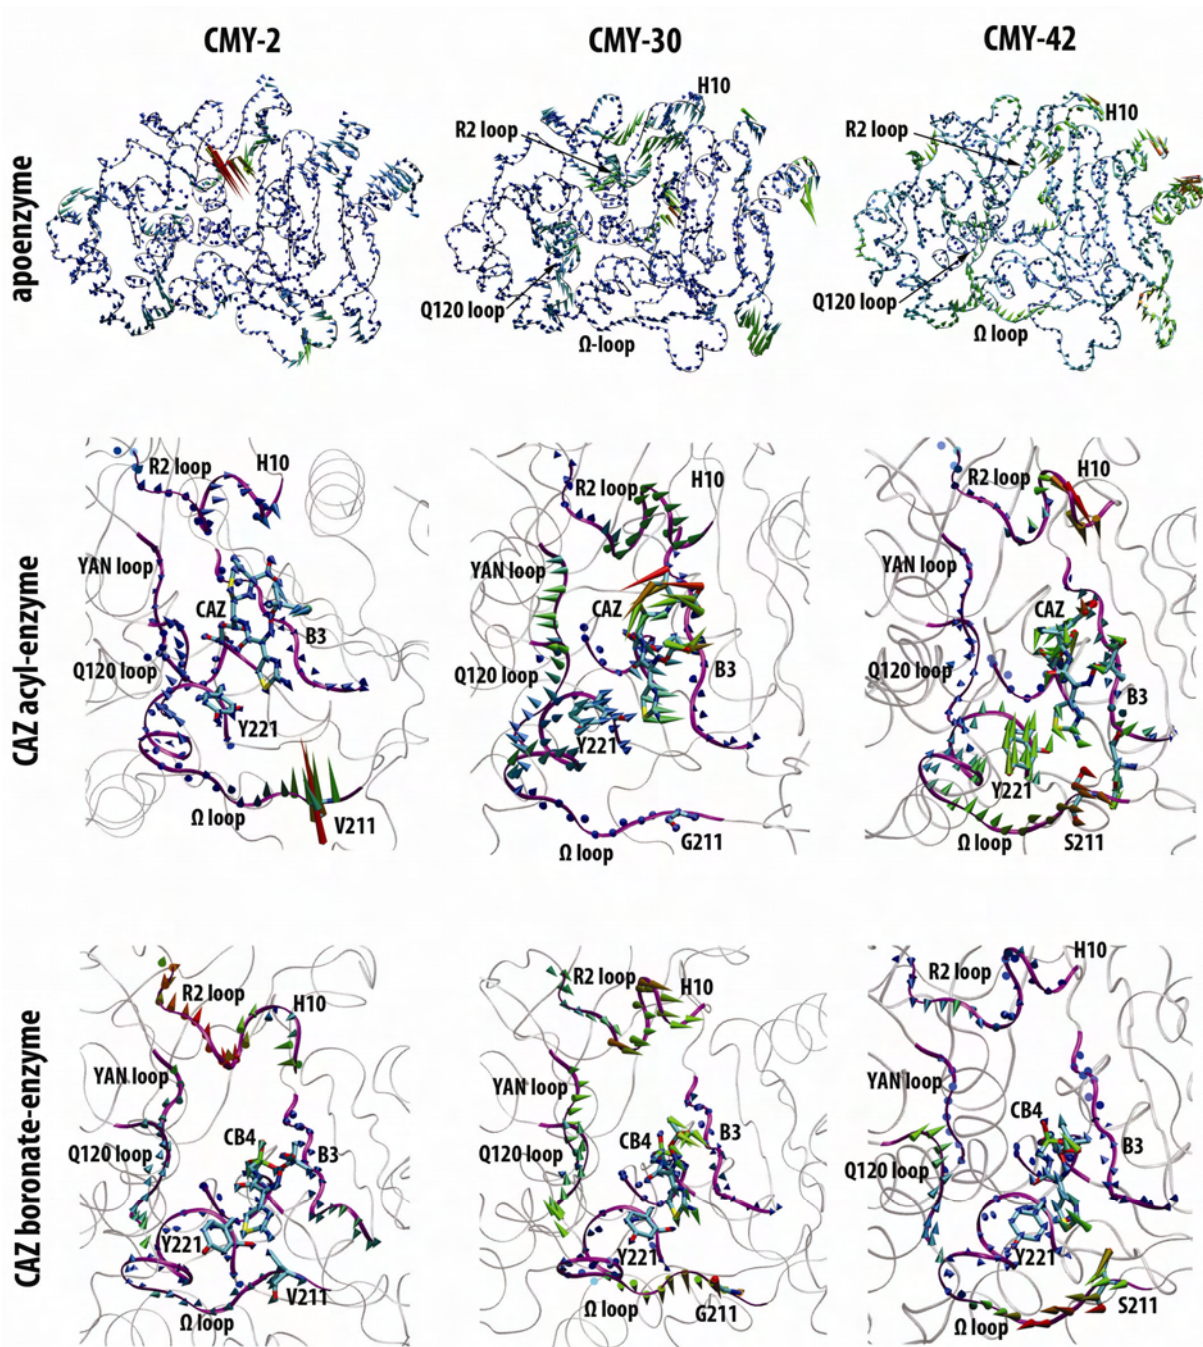 CMY-2 CMY-30 CMY-42
apoenzyme
H10
R2 loop
Q120 loop
Ω-loop
H10
R2 loop
Q120 loop
Ω loop
CAZ acyl-enzyme
R2 loop
H10
YAN loop
CAZ
B3
Q120 loop
Y221
Ω loop
V211
R2 loop
H10
YAN loop
CAZ
Q120 loop
B3
Y221
Ω loop
G211
R2 loop
H10
YAN loop
CAZ
Q120 loop
B3
Y221
Ω loop
S211
CAZ boronate-enzyme
R2 loop
H10
YAN loop
CB4
Q120 loop
B3
Y221
V211
Ω loop
R2 loop
H10
YAN loop
CB4
B3
Q120 loop
Y221
Ω loop
G211
H10
R2 loop
YAN loop
CB4
B3
Q120 loop
Y221
S211
Ω loop